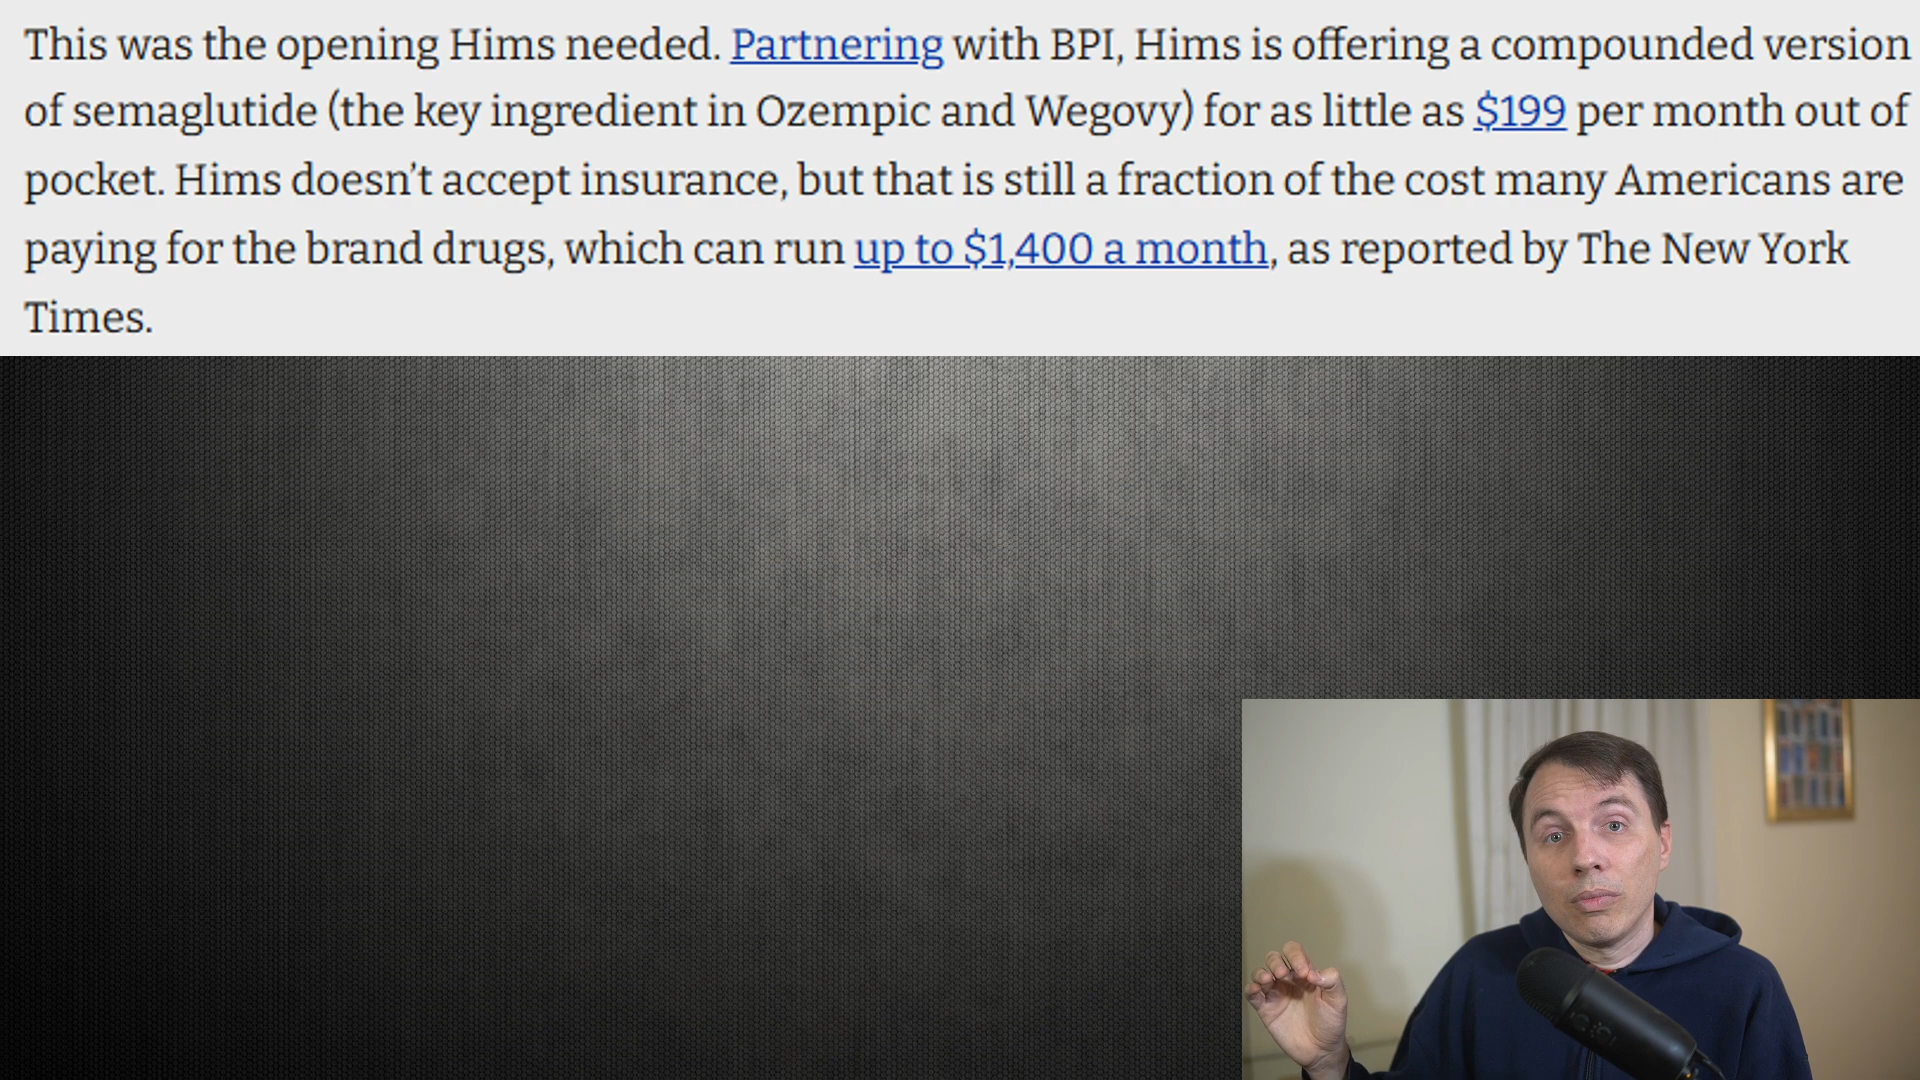 This was the opening Hims needed. Partnering with BPI, Hims is offering a compounded version
of semaglutide (the key ingredient in Ozempic and Wegovy) for as little as $199 per month out of
pocket. Hims doesn’t accept insurance, but that is still a fraction of the cost many Americans are
paying for the brand drugs, which can run up to $1,400 a month, as reported by The New York
Times.